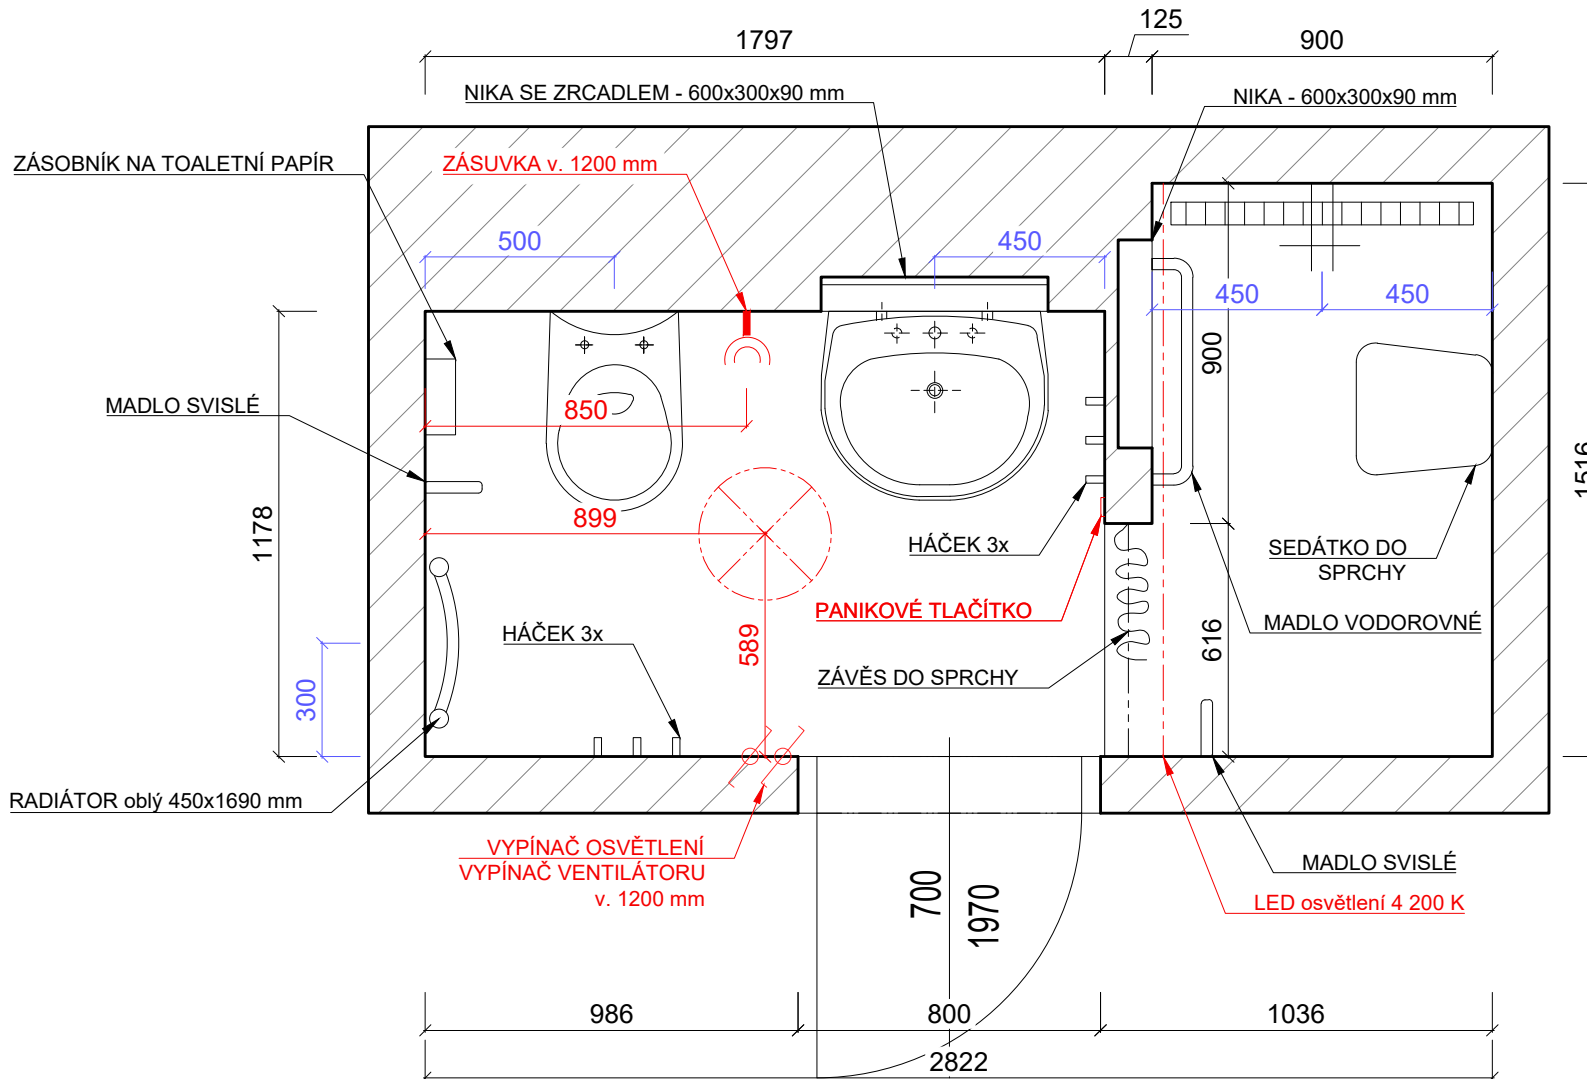 125
1797
900
NIKA SE ZRCADLEM - 600x300x90 mm
NIKA - 600x300x90 mm
ZÁSOBNÍK NA TOALETNÍ PAPÍR
ZÁSUVKA v. 1200 mm
500
450
450
450
900
MADLO SVISLÉ
850
1516
899
1178
HÁČEK 3x
SEDÁTKO DO
SPRCHY
PANIKOVÉ TLAČÍTKO
MADLO VODOROVNÉ
HÁČEK 3x
589
616
ZÁVĚS DO SPRCHY
300
RADIÁTOR oblý 450x1690 mm
VYPÍNAČ OSVĚTLENÍ
VYPÍNAČ VENTILÁTORU
v. 1200 mm
700
1970
MADLO SVISLÉ
LED osvětlení 4 200 K
986
800
1036
2822